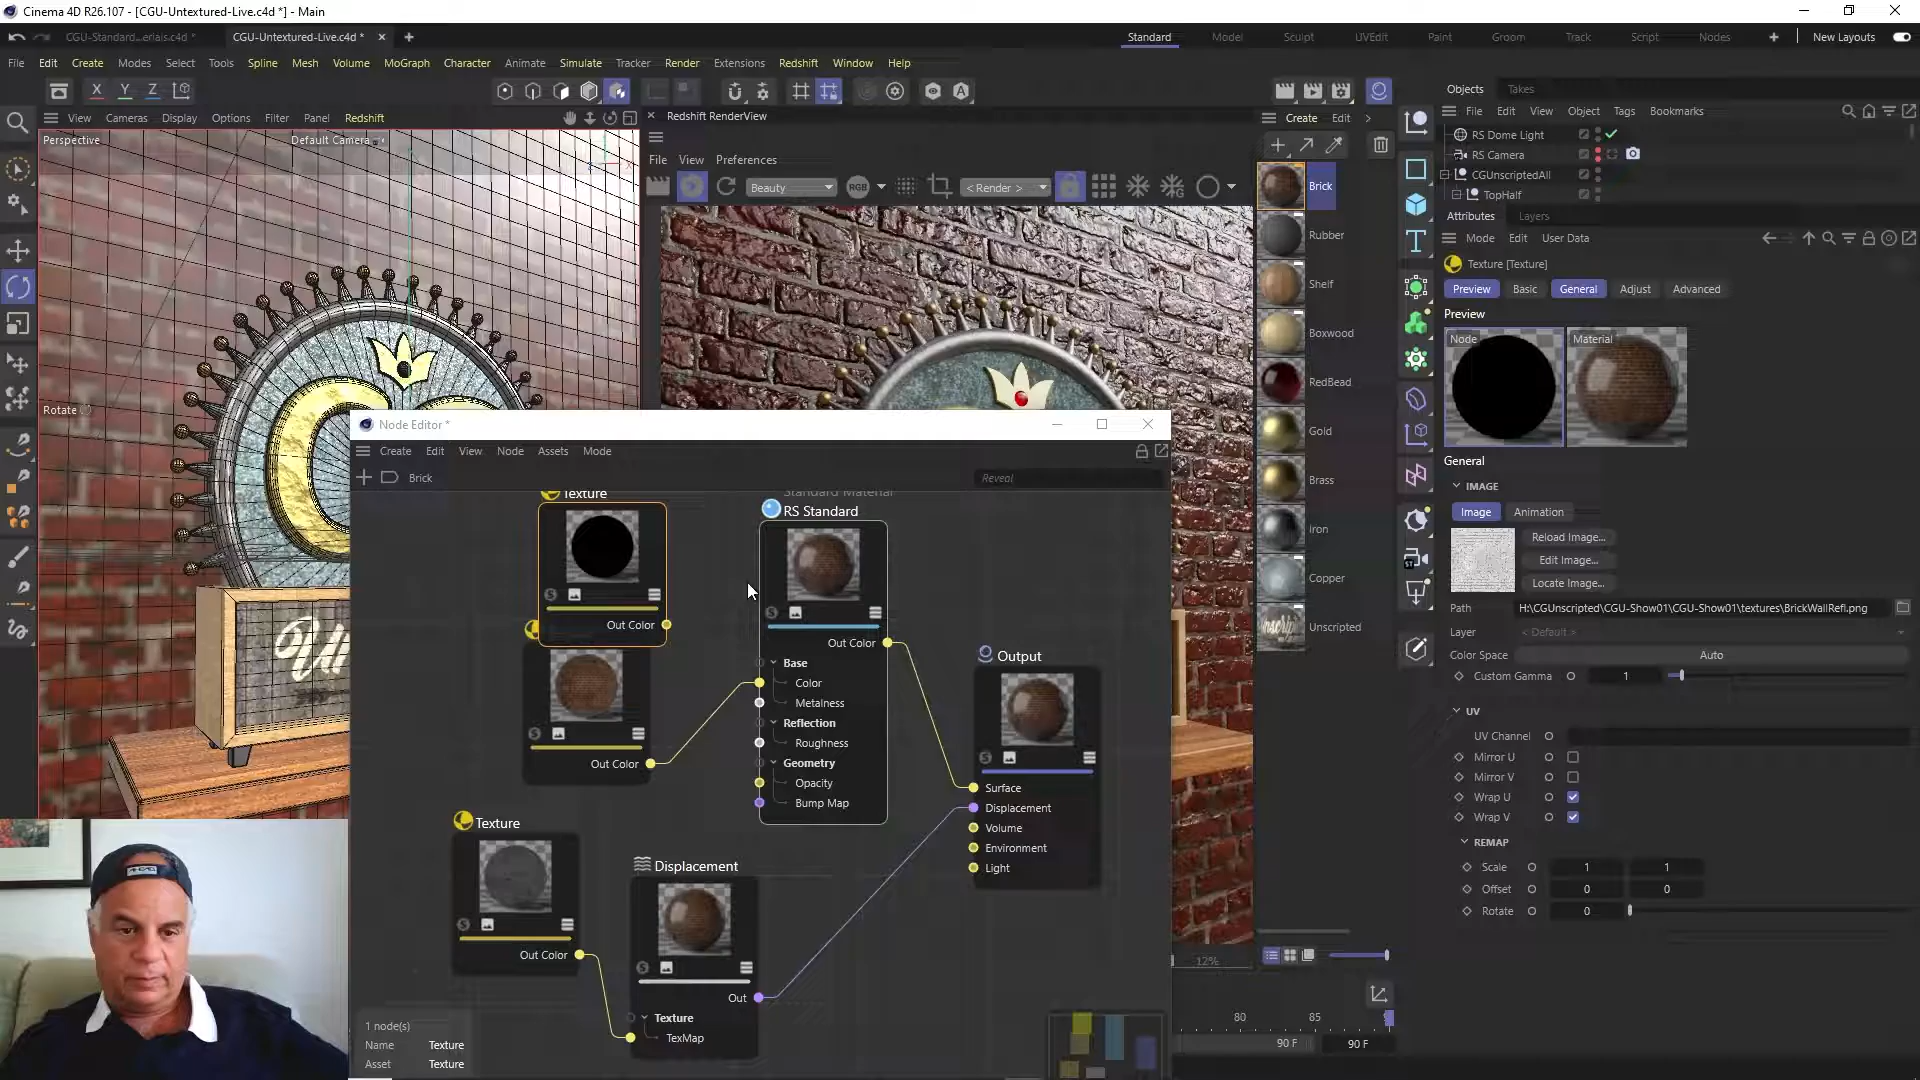 Cinema 4D R26.107 - [CGU-Untextured-Live.c4d *] - Main
CGU-Standard...erlais.c4d *
CGU-Untextured-Live.c4d *
Standard Model Sculpt UVEdit Paint Groom Track Script Nodes New Layouts
File Edit Create Modes Select Tools Spline Mesh Volume MoGraph Character Animate Simulate Tracker Render Extensions Redshift Window Help
X Y Z
View Cameras Display Options Filter Panel Redshift
Perspective
Default Camera
Rotate
Redshift RenderView
File View Preferences
Beauty
RGB
< Render >
12%
Create Edit
Brick
Rubber
Shelf
Boxwood
RedBead
Gold
Brass
Iron
Copper
Unscripted
Objects Takes
File Edit View Object Tags Bookmarks
RS Dome Light
RS Camera
CGUnscriptedAll
TopHalf
Attributes Layers
Mode Edit User Data
Texture [Texture]
Preview Basic General Adjust Advanced
Preview
Node
Material
General
IMAGE
Image Animation
Reload Image...
Edit Image...
Locate Image...
Path H:\CGUnscripted\CGU-Show01\CGU-Show01\textures\BrickWallRefl.png
Layer < Default >
Color Space Auto
Custom Gamma 1
UV
UV Channel
Mirror U
Mirror V
Wrap U
Wrap V
REMAP
Scale 1 1
Offset 0 0
Rotate 0
Node Editor *
Create Edit View Node Assets Mode
Brick
Reveal
Texture
Out Color
Out Color
Standard Material
RS Standard
Out Color
Base
Color
Metalness
Reflection
Roughness
Geometry
Opacity
Bump Map
Output
Surface
Displacement
Volume
Environment
Light
Texture
Out Color
Displacement
Out
Texture
TexMap
1 node(s)
Name Texture
Asset Texture
80 85
90 F 90 F